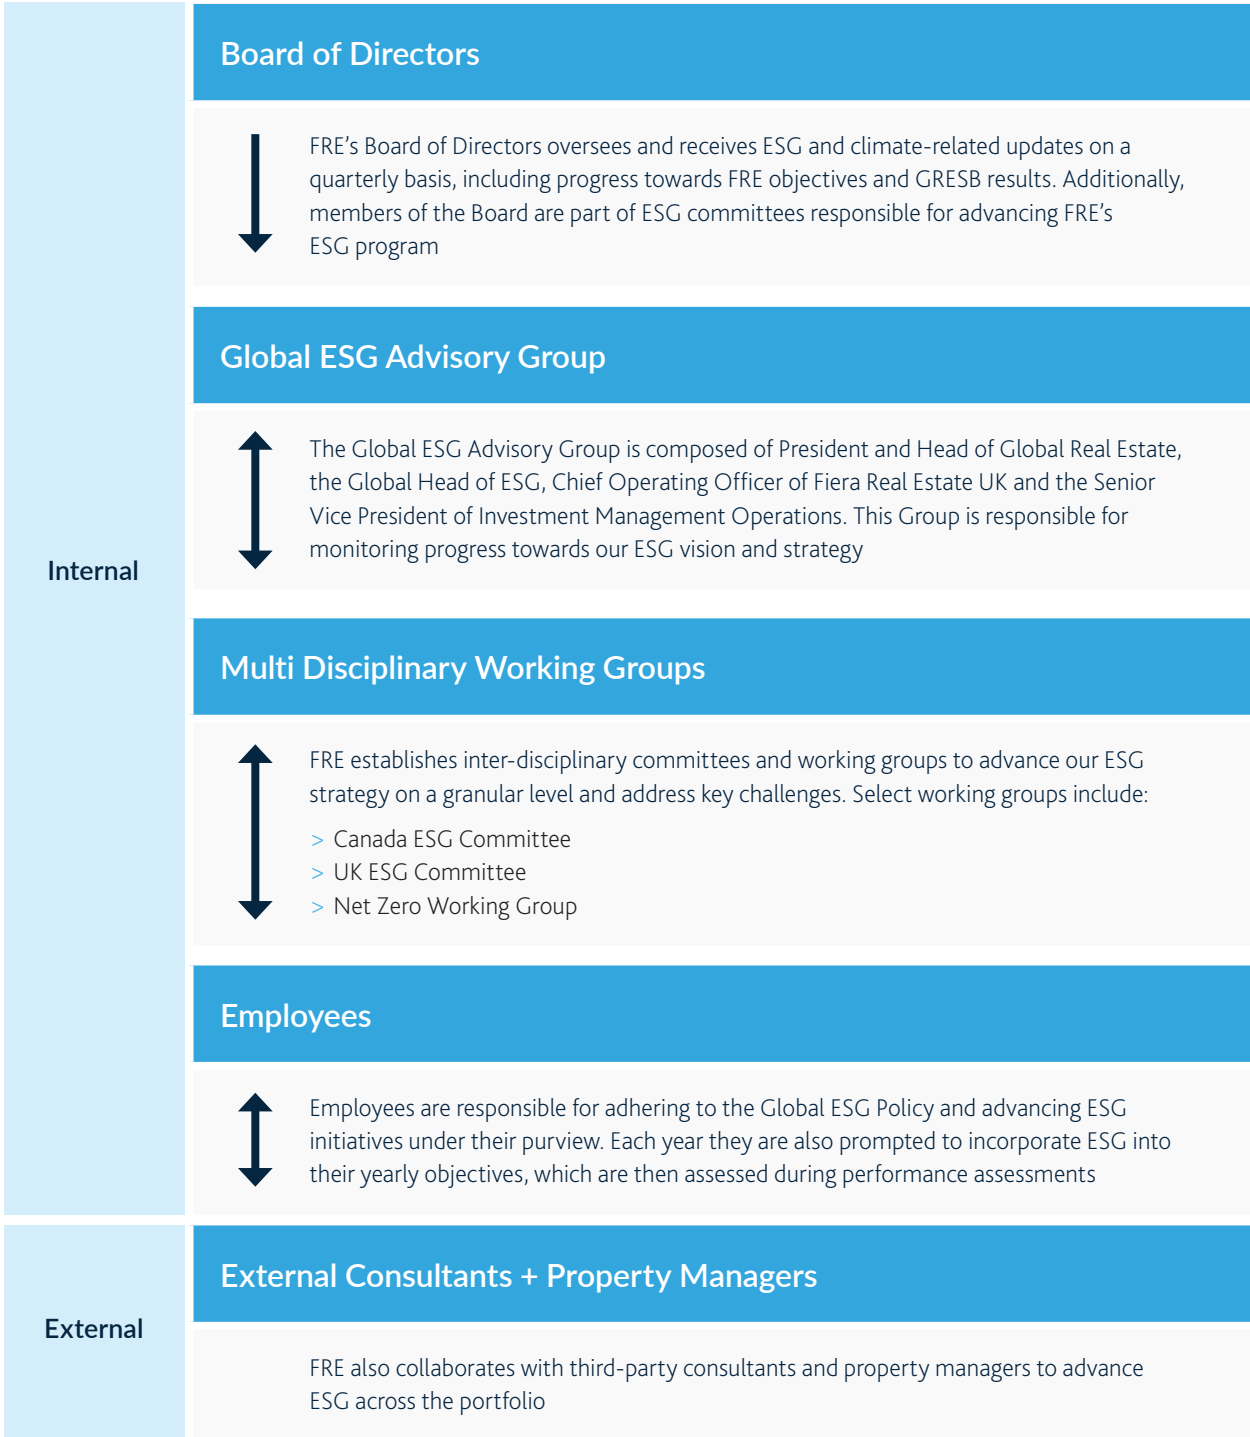 Board of Directors
FRE’s Board of Directors oversees and receives ESG and climate-related updates on a
quarterly basis, including progress towards FRE objectives and GRESB results. Additionally,
members of the Board are part of ESG committees responsible for advancing FRE’s
ESG program
Global ESG Advisory Group
The Global ESG Advisory Group is composed of President and Head of Global Real Estate,
the Global Head of ESG, Chief Operating Officer of Fiera Real Estate UK and the Senior
Vice President of Investment Management Operations. This Group is responsible for
monitoring progress towards our ESG vision and strategy
Internal
Multi Disciplinary Working Groups
FRE establishes inter-disciplinary committees and working groups to advance our ESG
strategy on a granular level and address key challenges. Select working groups include:
> Canada ESG Committee
> UK ESG Committee
> Net Zero Working Group
Employees
Employees are responsible for adhering to the Global ESG Policy and advancing ESG
initiatives under their purview. Each year they are also prompted to incorporate ESG into
their yearly objectives, which are then assessed during performance assessments
External Consultants + Property Managers
External
FRE also collaborates with third-party consultants and property managers to advance
ESG across the portfolio